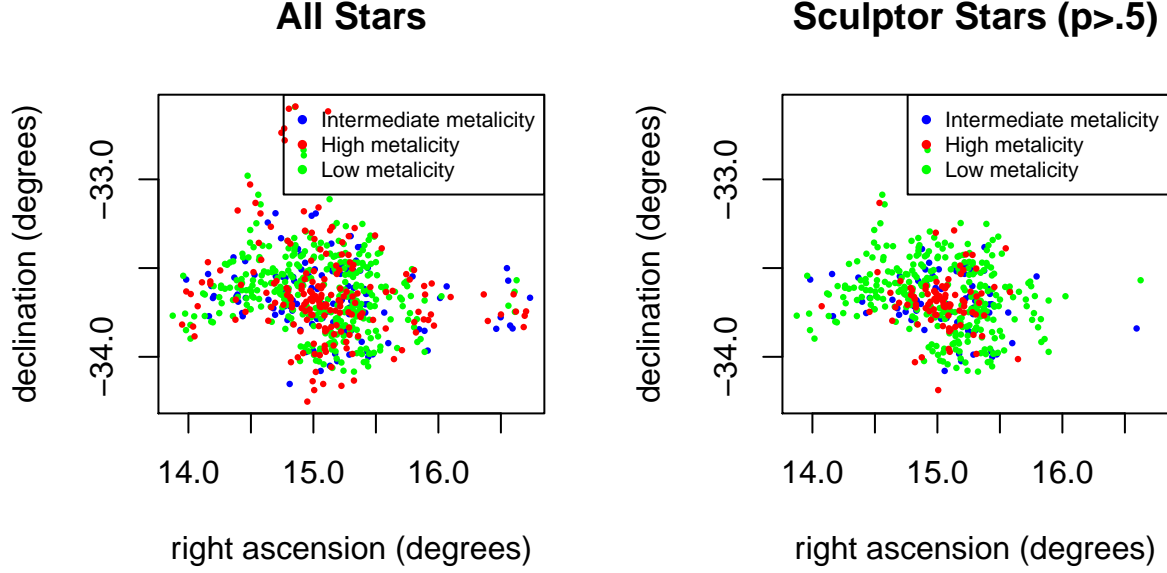 All Stars
declination (degrees)
−33.0
−34.0
Intermediate metalicity
High metalicity
Low metalicity
14.0 15.0 16.0
right ascension (degrees)
Sculptor Stars (p>.5)
declination (degrees)
−33.0
−34.0
Intermediate metalicity
High metalicity
Low metalicity
14.0 15.0 16.0
right ascension (degrees)